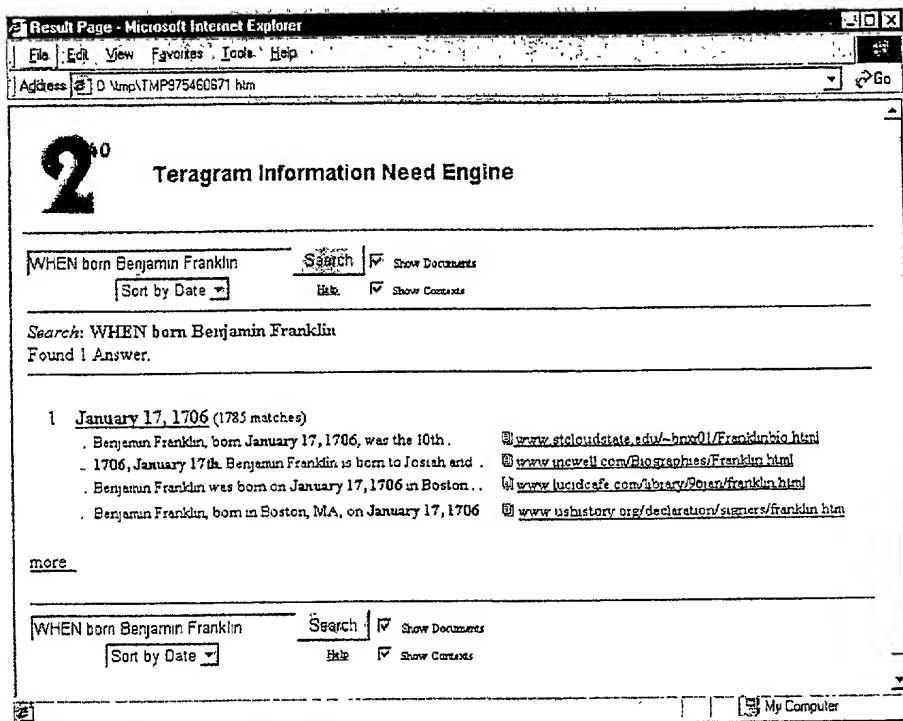 Result Page - Microsoft Internet Explorer
File Edit View Favorites Tools Help
Address D \tmp\TMP975460671 htm Go
2 40
Teragram Information Need Engine
WHEN born Benjamin Franklin Search Show Documents
Sort by Date Help Show Contexts
Search: WHEN born Benjamin Franklin
Found 1 Answer.
1 January 17, 1706 (1785 matches)
. Benjamin Franklin, born January 17, 1706, was the 10th . www.stcloudstate.edu/~bnxr01/Franklinbio.html
.. 1706, January 17th. Benjamin Franklin is born to Josiah and . www incwell com/Biographies/Franklin html
. Benjamin Franklin was born on January 17, 1706 in Boston . . www lucidcafe com/library/96jan/franklin.html
. Benjamin Franklin, born in Boston, MA, on January 17, 1706 www ushistory org/declaration/signers/franklin htm
more
WHEN born Benjamin Franklin Search Show Documents
Sort by Date Help Show Contexts
My Computer